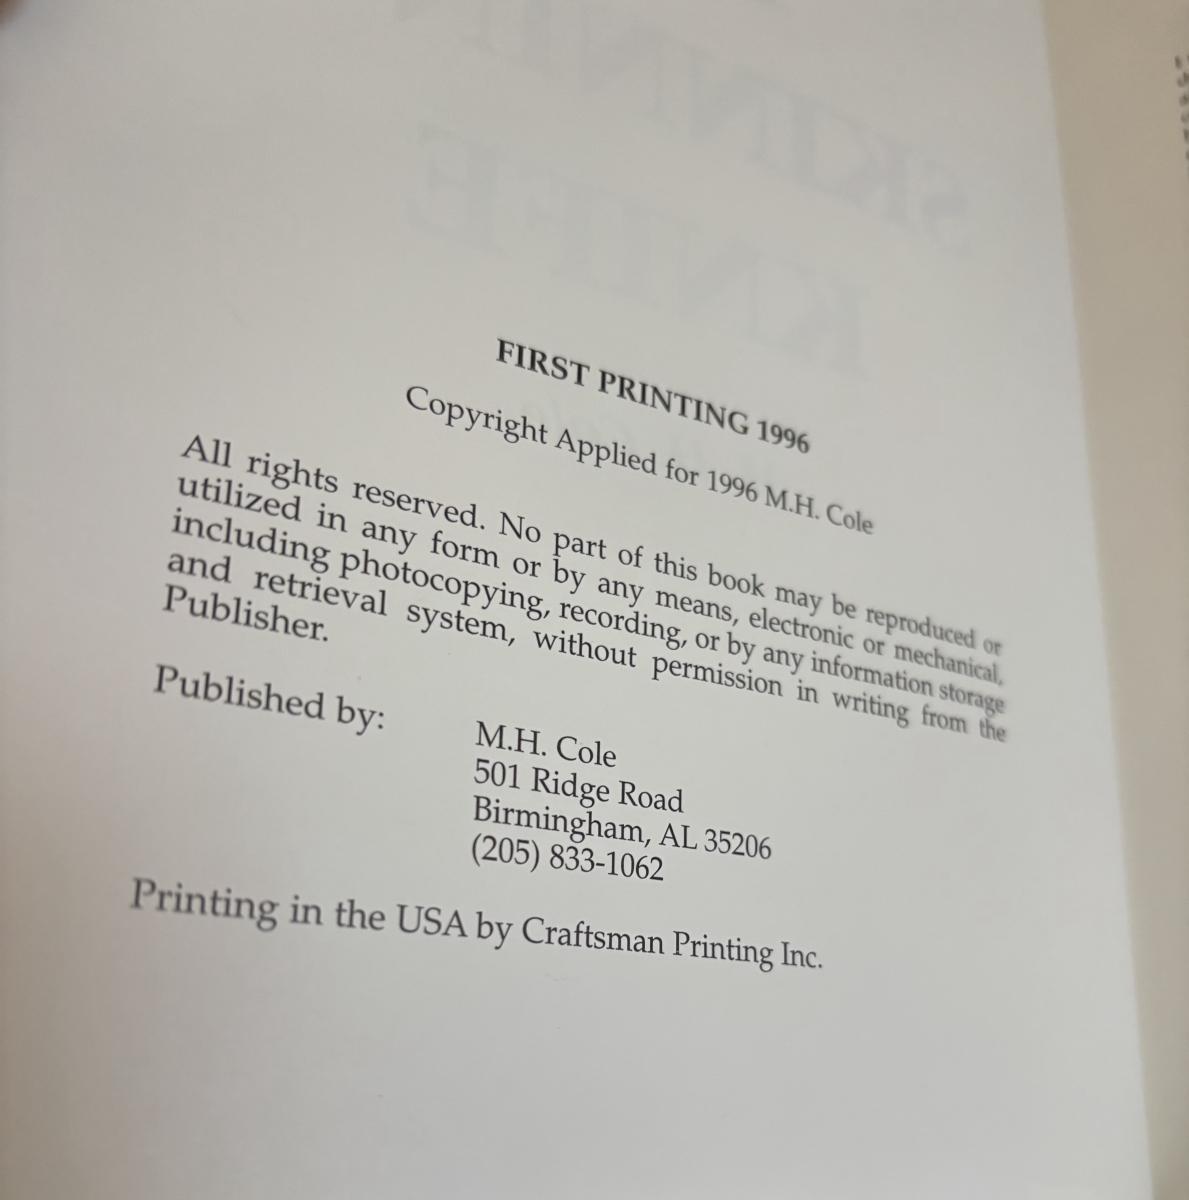 FIRST PRINTING 1996
Copyright Applied for 1996 M.H. Cole
All rights reserved. No part of this book may be reproduced or
utilized in any form or by any means, electronic or mechanical,
including photocopying, recording, or by any information storage
and retrieval system, without permission in writing from the
Publisher.
Published by:
M.H. Cole
501 Ridge Road
Birmingham, AL 35206
(205) 833-1062
Printing in the USA by Craftsman Printing Inc.